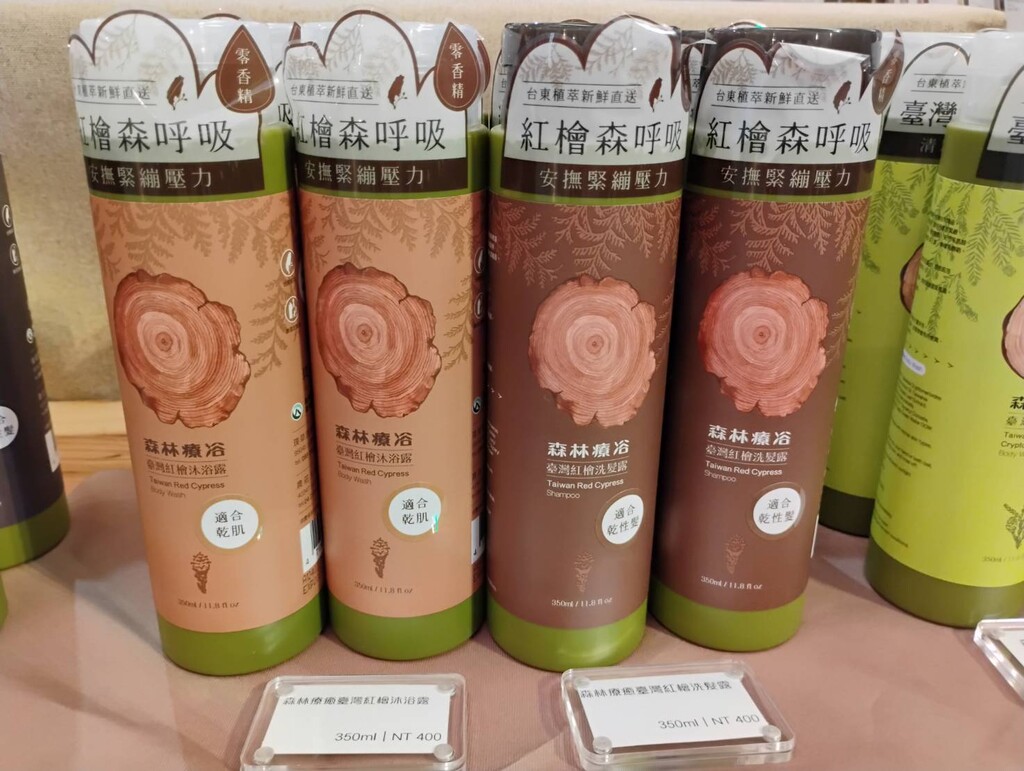 零香精
台東植萃新鮮直送
紅檜森呼吸
安撫緊繃壓力
森林療浴
臺灣紅檜沐浴露
Taiwan Red Cypress
Body Wash
適合
乾肌
350ml / 11.8 fl oz
零香精
台東植萃新鮮直送
紅檜森呼吸
安撫緊繃壓力
森林療浴
臺灣紅檜沐浴露
Taiwan Red Cypress
Body Wash
適合
乾肌
350ml / 11.8 fl oz
台東植萃新鮮直送
紅檜森呼吸
安撫緊繃壓力
森林療浴
臺灣紅檜洗髮露
Taiwan Red Cypress
Shampoo
適合
乾性髮
350ml / 11.8 fl oz
台東植萃新鮮直送
紅檜森呼吸
安撫緊繃壓力
森林療浴
臺灣紅檜洗髮露
Taiwan Red Cypress
Shampoo
適合
乾性髮
350ml / 11.8 fl oz
台東植萃
臺灣
清
森林療癒臺灣紅檜沐浴露
350ml | NT 400
森林療癒臺灣紅檜洗髮露
350ml | NT 400